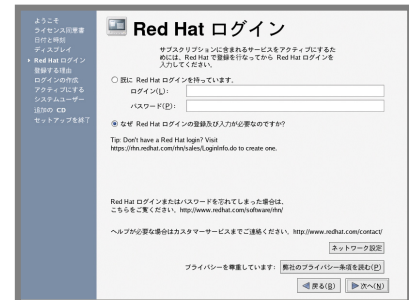 ようこそ
ライセンス同意書
日付と時刻
ディスプレイ
Red Hat ログイン
登録する理由
ログインの作成
アクティブにする
システムユーザー
追加の CD
セットアップを終了
Red Hat ログイン
サブスクリプションに含まれるサービスをアクティブにするた
めには、Red Hat で登録を行なってから Red Hat ログインを
入力してください。
既に Red Hat ログインを持っています。
ログイン(L):
パスワード(P):
なぜ Red Hat ログインの登録及び入力が必要なのですか?
Tip: Don't have a Red Hat login? Visit
https://rhn.redhat.com/rhn/sales/LoginInfo.do to create one.
Red Hat ログインまたはパスワードを忘れてしまった場合は、
こちらをご覧ください。http://www.redhat.com/software/rhn/
ヘルプが必要な場合はカスタマーサービスまでご連絡ください。http://www.redhat.com/contact/
ネットワーク設定
プライバシーを尊重しています:
弊社のプライバシー条項を読む(P)
戻る(B)
次へ(N)